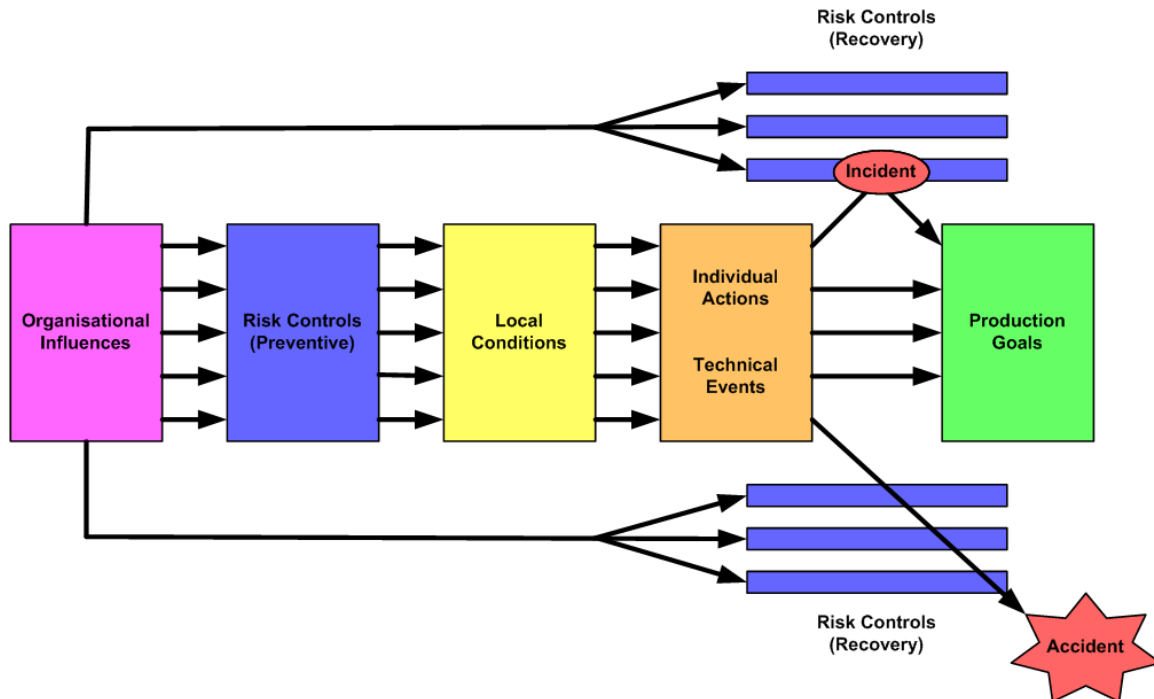 Risk Controls
(Recovery)
Incident
Organisational
Influences
Risk Controls
(Preventive)
Local
Conditions
Individual
Actions
Technical
Events
Production
Goals
Risk Controls
(Recovery)
Accident